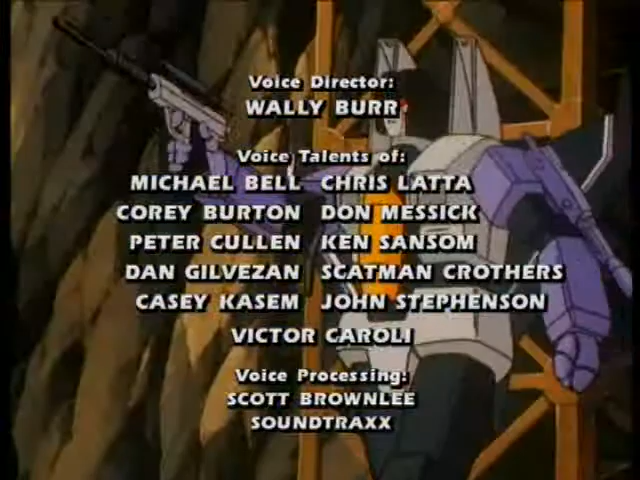 Voice Director:
WALLY BURR
Voice Talents of:
MICHAEL BELL CHRIS LATTA
COREY BURTON DON MESSICK
PETER CULLEN KEN SANSOM
DAN GILVEZAN SCATMAN CROTHERS
CASEY KASEM JOHN STEPHENSON
VICTOR CAROLI
Voice Processing:
SCOTT BROWNLEE
SOUNDTRAXX